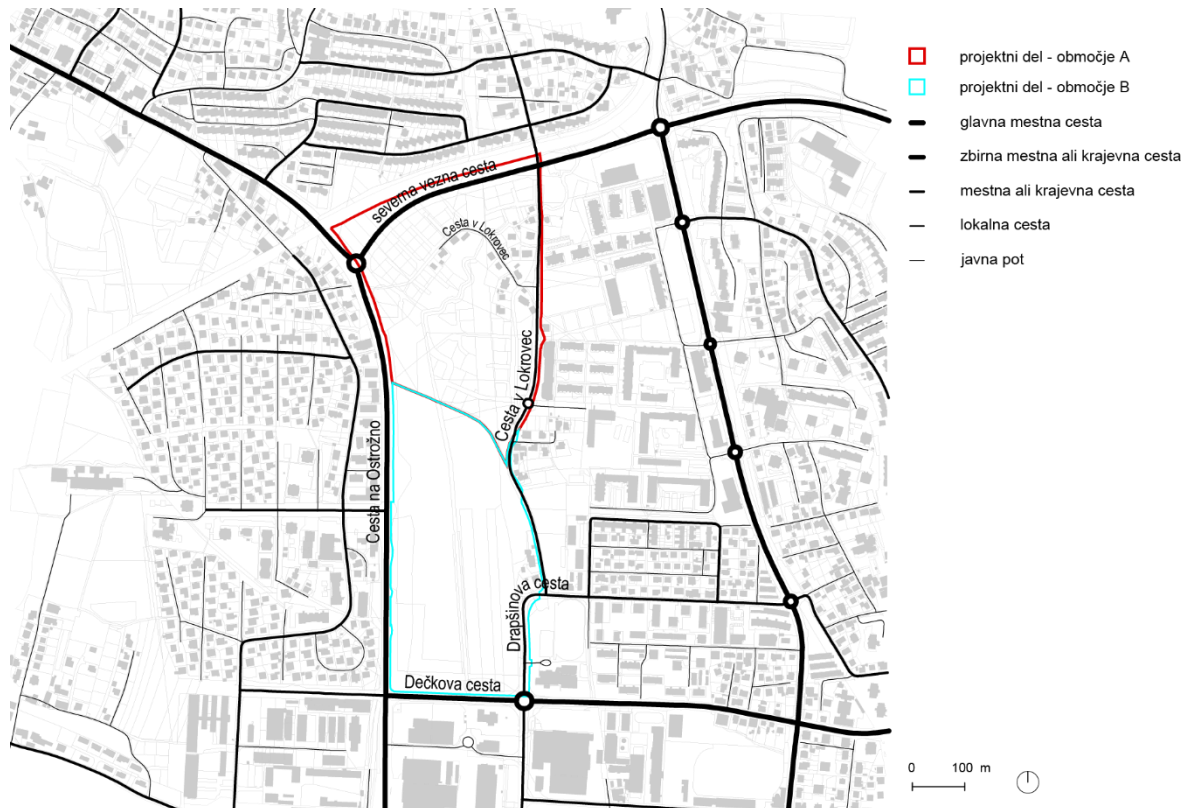 projektni del - območje A
projektni del - območje B
glavna mestna cesta
zbirna mestna ali krajevna cesta
mestna ali krajevna cesta
lokalna cesta
javna pot
severna vezna cesta
Cesta v Lokrovec
Cesta v Lokrovec
Cesta na Ostrožno
Drapšinova cesta
Dečkova cesta
0 100 m